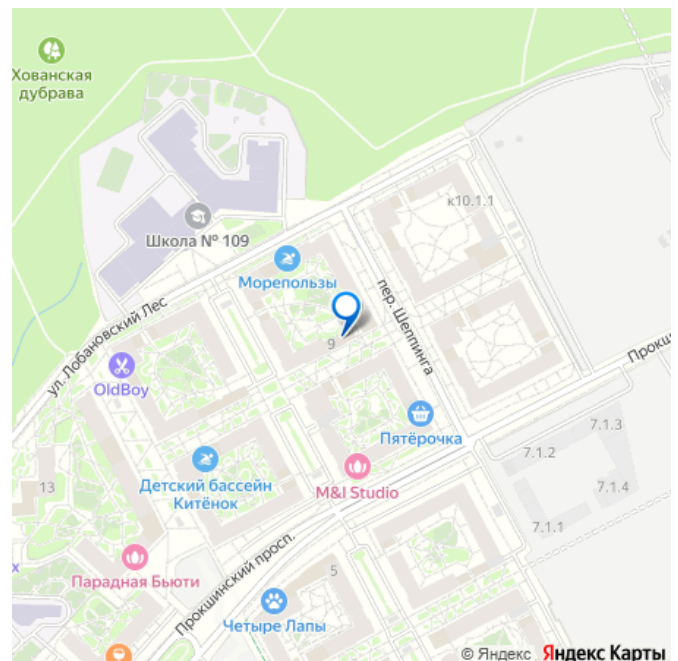 Хованская
дубрава
к10.1.1
Школа № 109
Морепользы
пер. Шеппинга
ул. Лобановский Лес
9
OldBoy
Прокш
Пятёрочка
7.1.3
7.1.2
Детский бассейн
Китёнок
M&I Studio
13
7.1.4
7.1.1
х
Прокшинский просп.
Парадная Бьюти
5
Четыре Лапы
© Яндекс Яндекс Карты